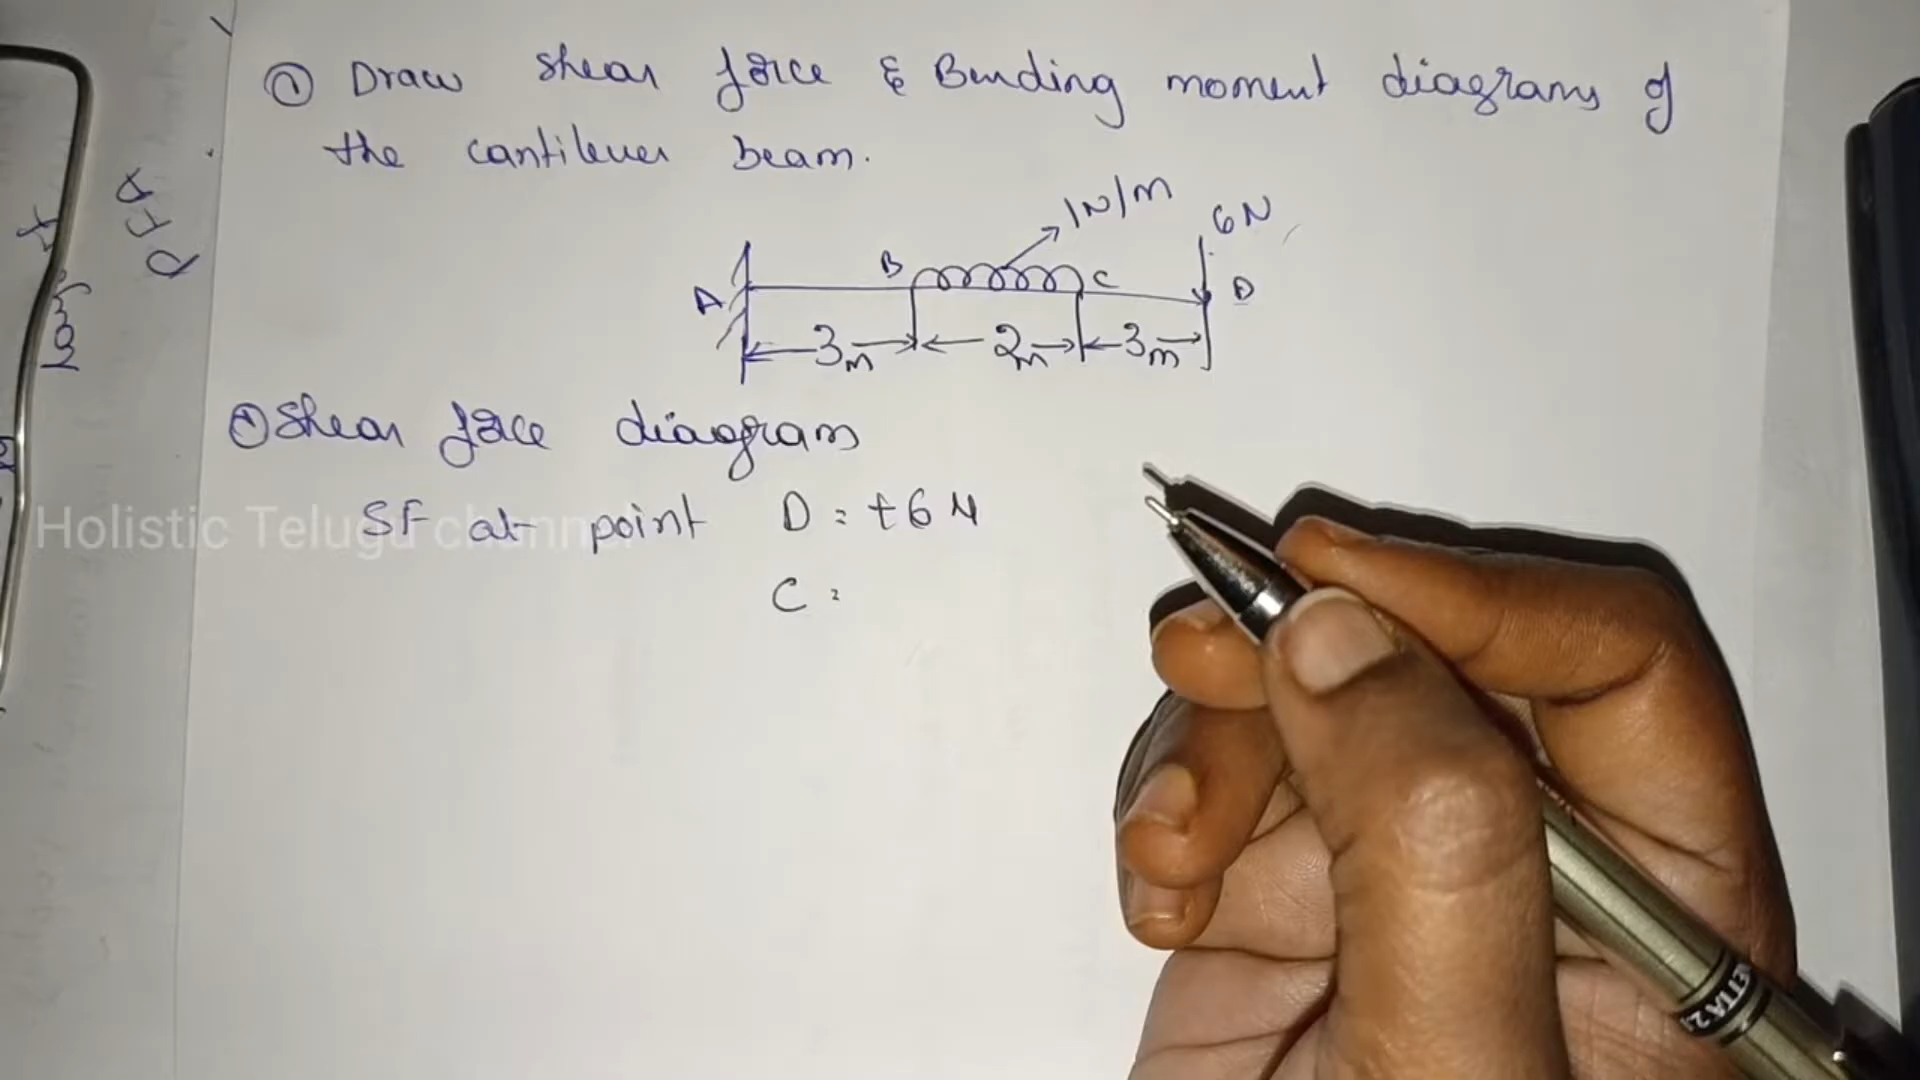 ① Draw shear force & Bending moment diagrams of
the cantilever beam.
1N/m
6N
A
B
C
D
3m
2m
3m
① Shear force diagram
SF at point D = +6 N
C =
Holistic Telugu channel